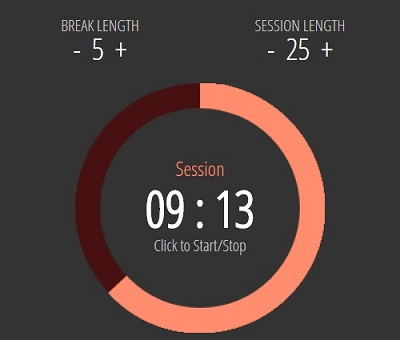 BREAK LENGTH
- 5 +
SESSION LENGTH
- 25 +
Session
09 : 13
Click to Start/Stop